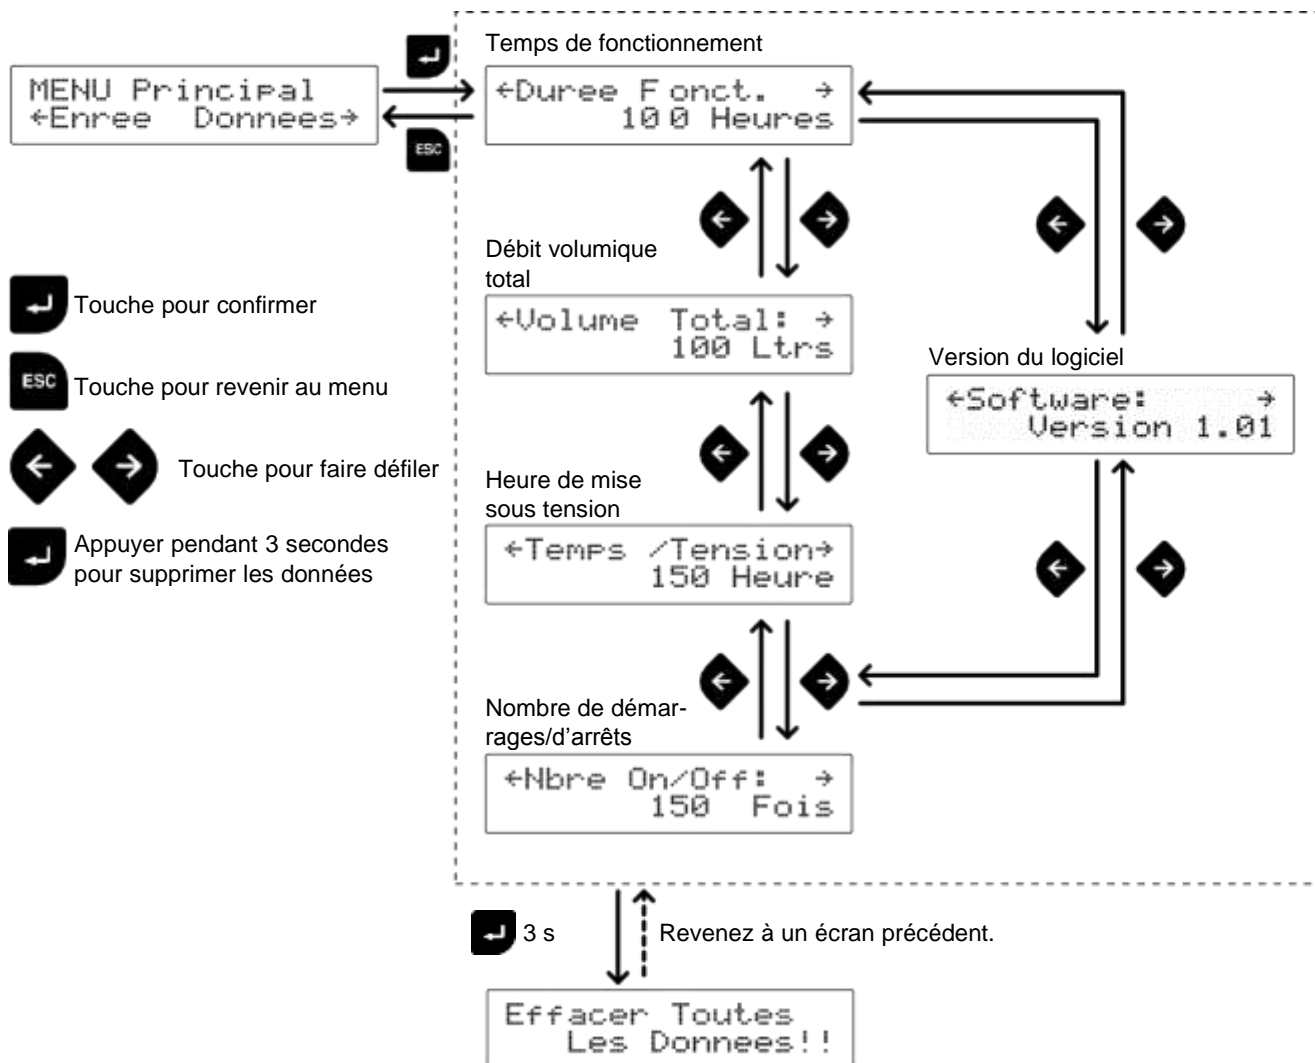 Temps de fonctionnement
MENU Principal
←Enree Donnees→
ESC
←Duree Fonct. →
100 Heures
Débit volumique
total
←Volume Total: →
100 Ltrs
Touche pour confirmer
ESC
Touche pour revenir au menu
Touche pour faire défiler
Appuyer pendant 3 secondes
pour supprimer les données
Version du logiciel
←Software: →
Version 1.01
Heure de mise
sous tension
←Temps /Tension→
150 Heure
Nombre de démar-
rages/d’arrêts
←Nbre On/Off: →
150 Fois
3 s
Revenez à un écran précédent.
Effacer Toutes
Les Donnees!!